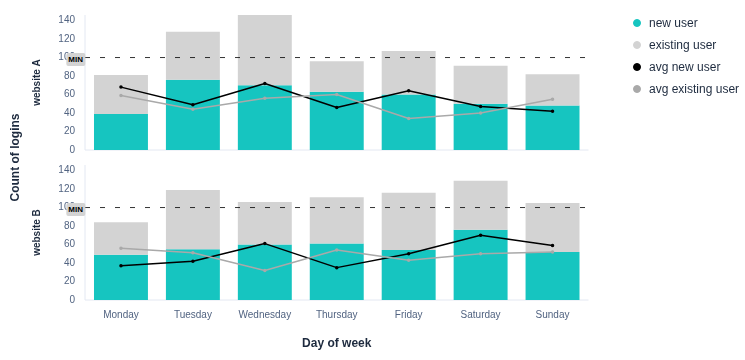 new user
existing user
avg new user
avg existing user
Count of logins
website A
140
120
100
MIN
80
60
40
20
0
website B
140
120
100
MIN
80
60
40
20
0
Monday Tuesday Wednesday Thursday Friday Saturday Sunday
Day of week